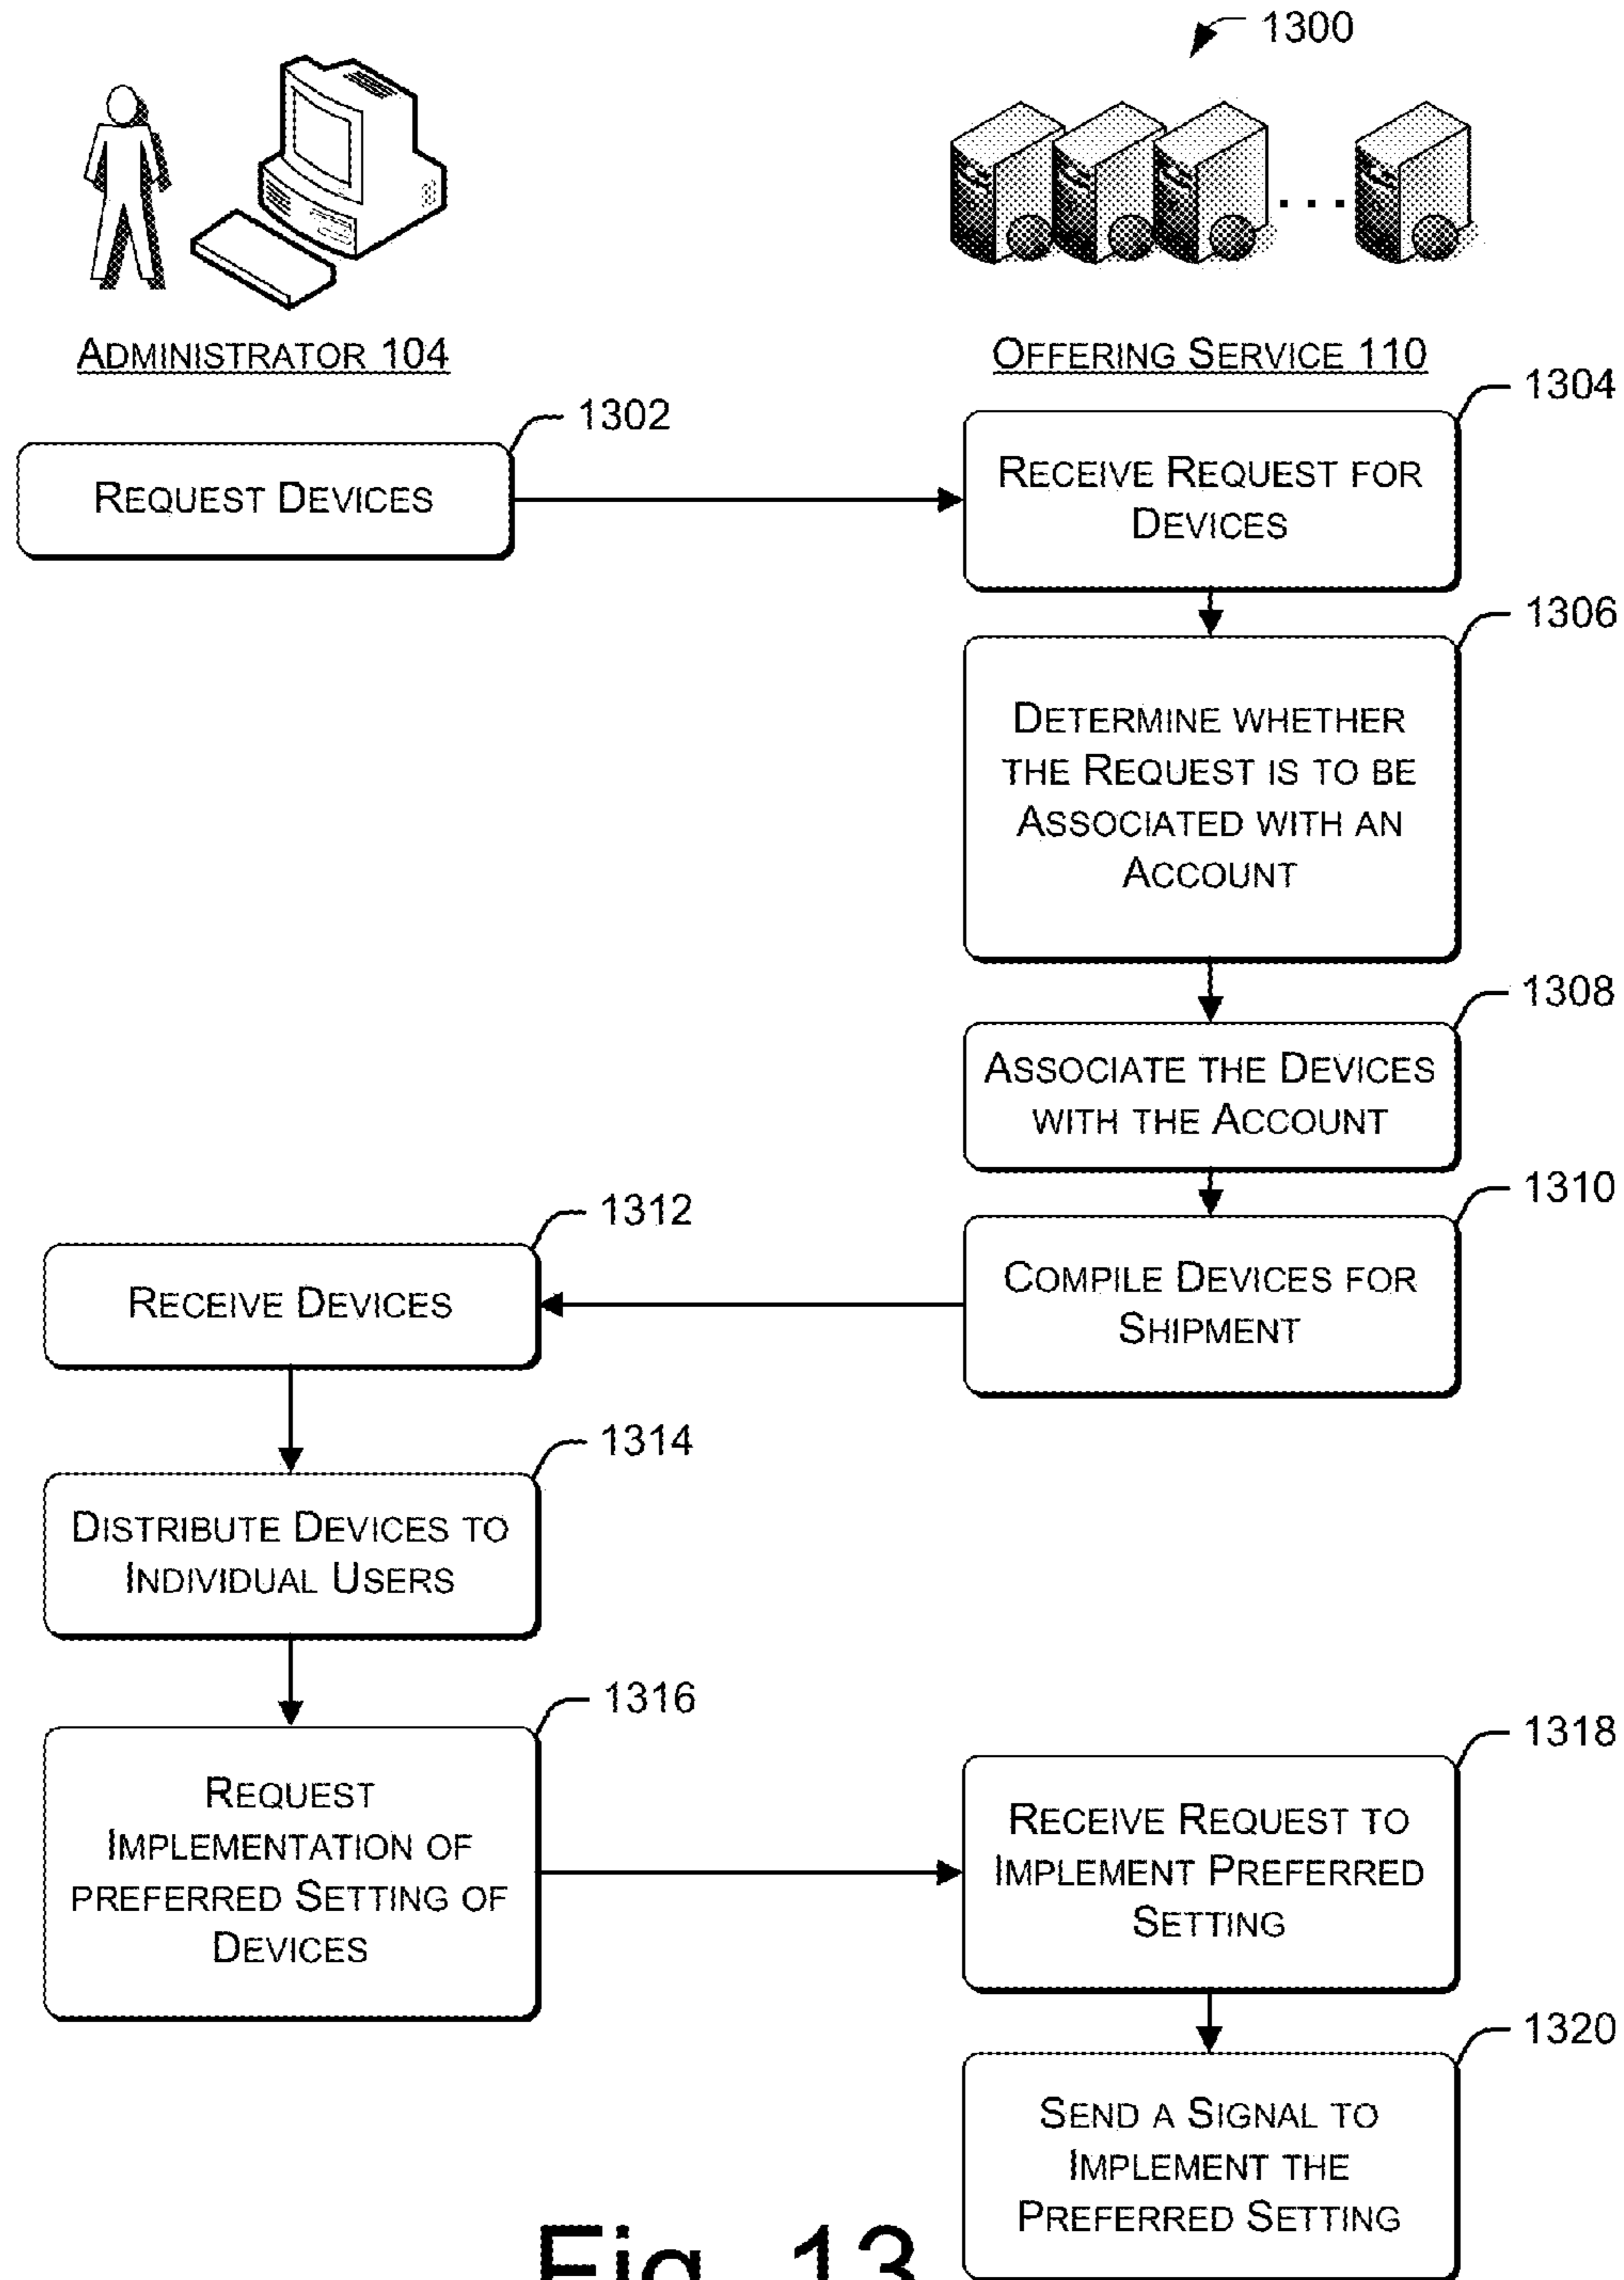 1300
ADMINISTRATOR 104
OFFERING SERVICE 110
1302
REQUEST DEVICES
1304
RECEIVE REQUEST FOR
DEVICES
1306
DETERMINE WHETHER
THE REQUEST IS TO BE
ASSOCIATED WITH AN
ACCOUNT
1308
ASSOCIATE THE DEVICES
WITH THE ACCOUNT
1310
COMPILE DEVICES FOR
SHIPMENT
1312
RECEIVE DEVICES
1314
DISTRIBUTE DEVICES TO
INDIVIDUAL USERS
1316
REQUEST
IMPLEMENTATION OF
PREFERRED SETTING OF
DEVICES
1318
RECEIVE REQUEST TO
IMPLEMENT PREFERRED
SETTING
1320
SEND A SIGNAL TO
IMPLEMENT THE
PREFERRED SETTING
Fig. 13